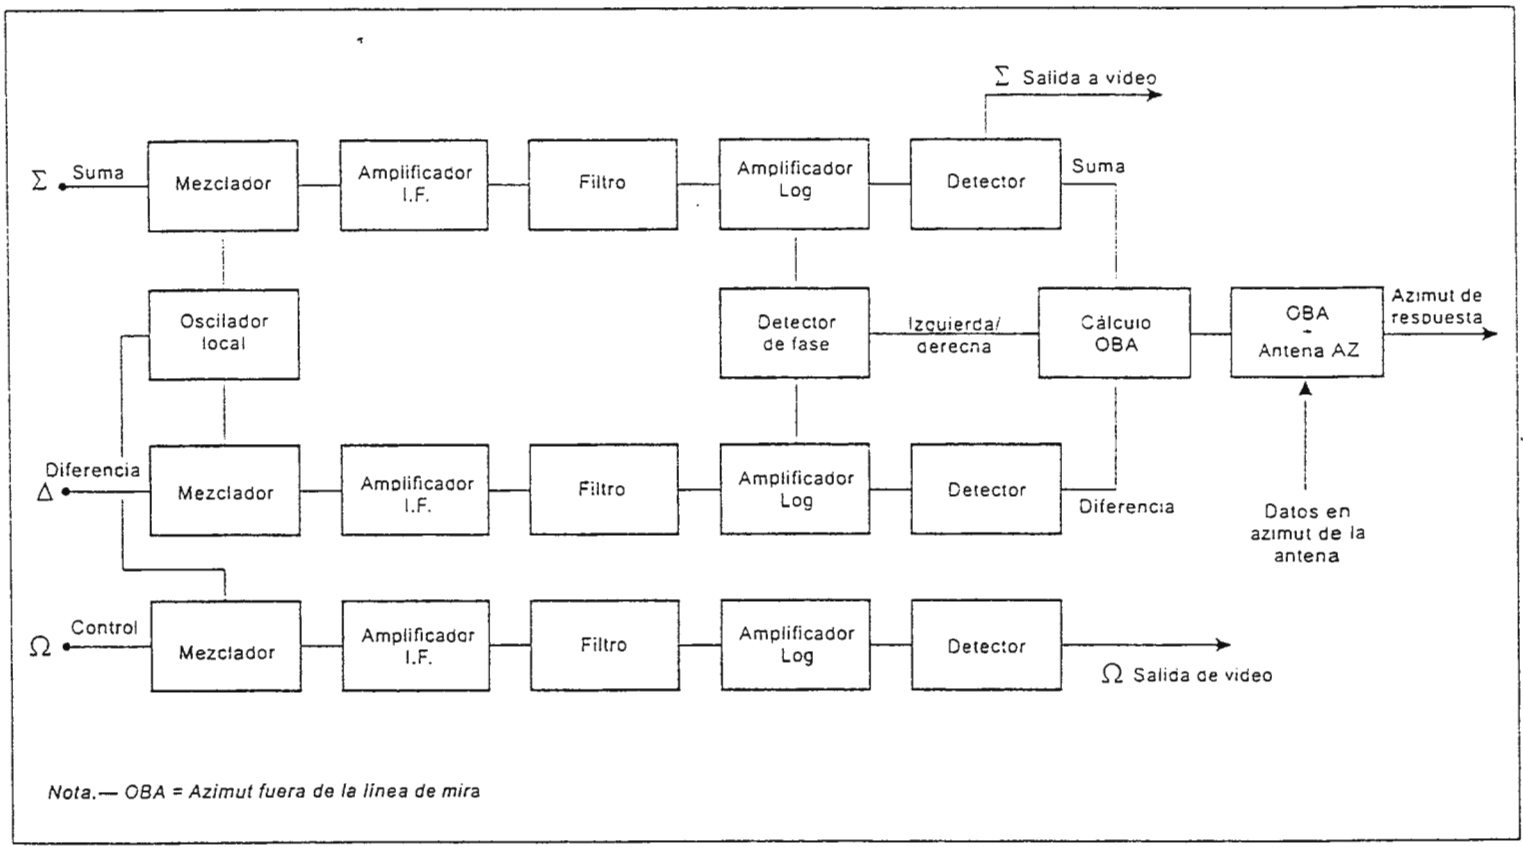 Σ Salida a video
Σ Suma
Mezclador
Amplificador
I.F.
Filtro
Amplificador
Log
Detector
Suma
Oscilador
local
Detector
de fase
Izquierda/
derecha
Cálculo
OBA
OBA
-
Antena AZ
Azimut de
respuesta
Diferencia
Δ
Mezclador
Amplificador
I.F.
Filtro
Amplificador
Log
Detector
Diferencia
Datos en
azimut de la
antena
Control
Ω
Mezclador
Amplificador
I.F.
Filtro
Amplificador
Log
Detector
Ω Salida de video
Nota.— OBA = Azimut fuera de la línea de mira